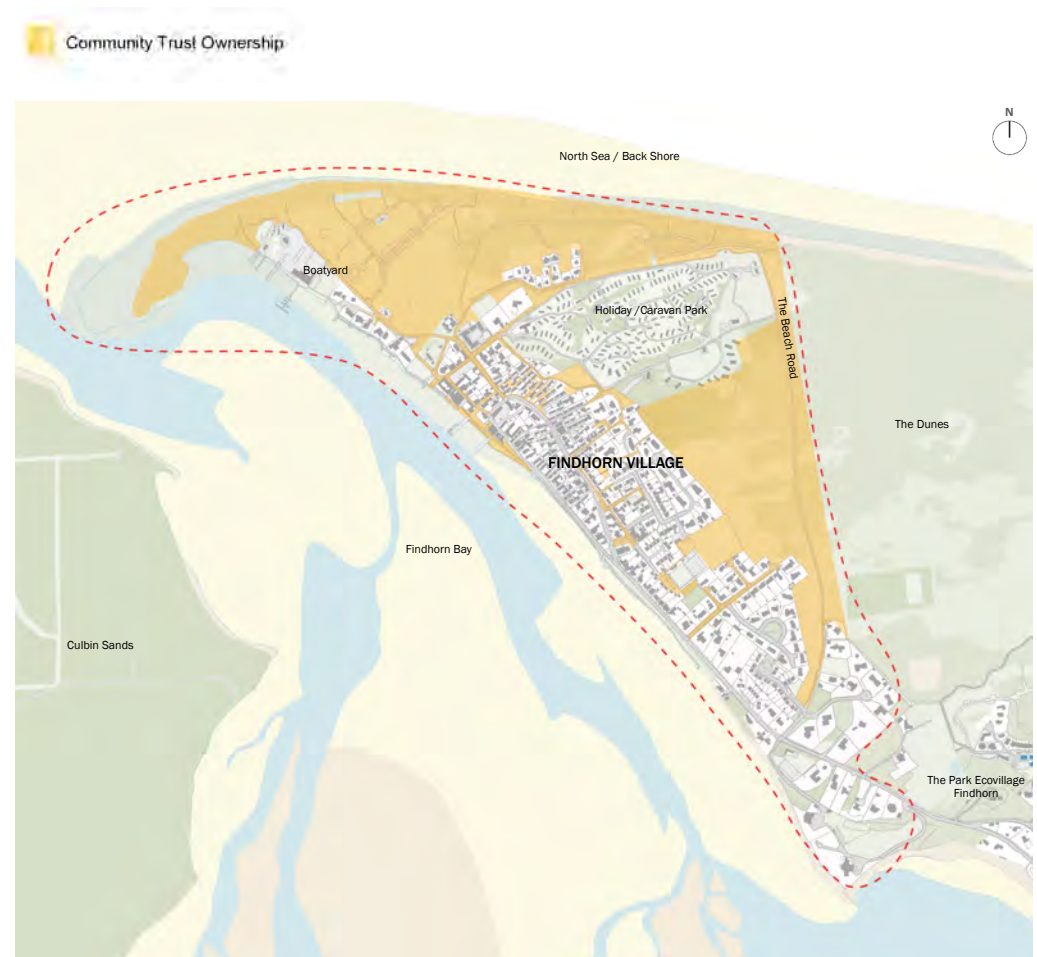 Community Trust Ownership
N
North Sea / Back Shore
Boatyard
Holiday /Caravan Park
The Beach Road
The Dunes
FINDHORN VILLAGE
Findhorn Bay
Culbin Sands
The Park Ecovillage
Findhorn